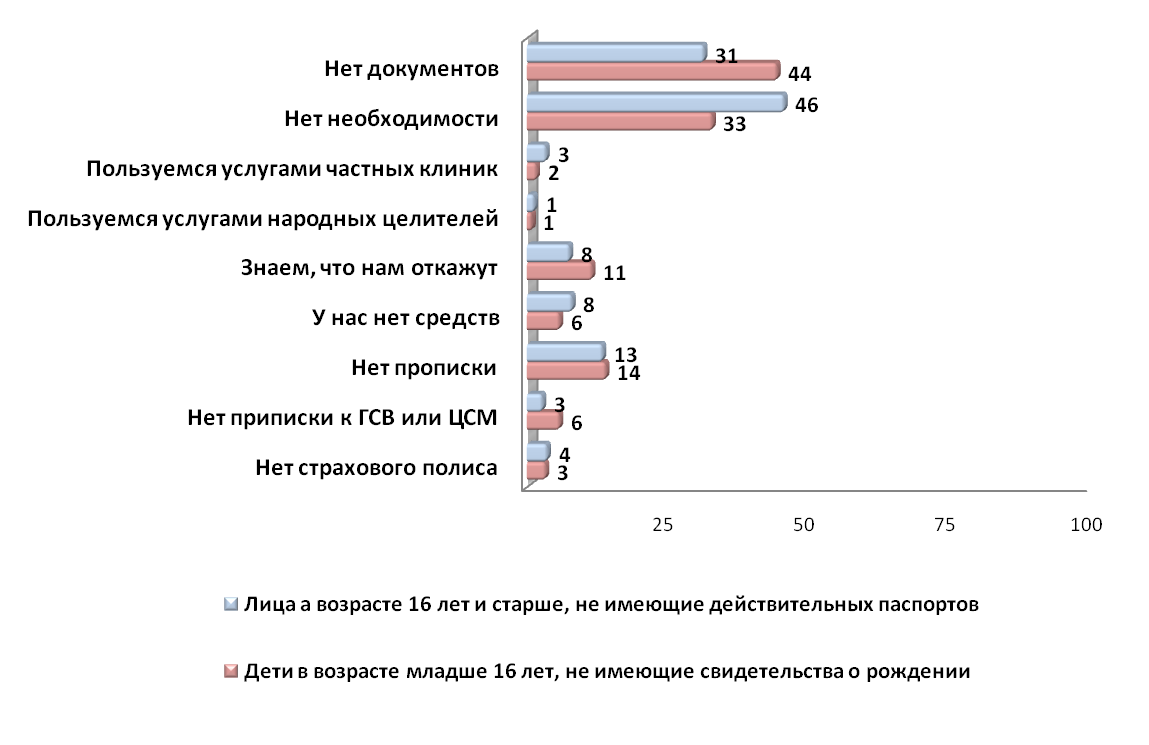 Нет документов
31
44
Нет необходимости
46
33
Пользуемся услугами частных клиник
3
2
Пользуемся услугами народных целителей
1
1
Знаем, что нам откажут
8
11
У нас нет средств
8
6
Нет прописки
13
14
Нет приписки к ГСВ или ЦСМ
3
6
Нет страхового полиса
4
3
25 50 75 100
Лица а возрасте 16 лет и старше, не имеющие действительных паспортов
Дети в возрасте младше 16 лет, не имеющие свидетельства о рождении